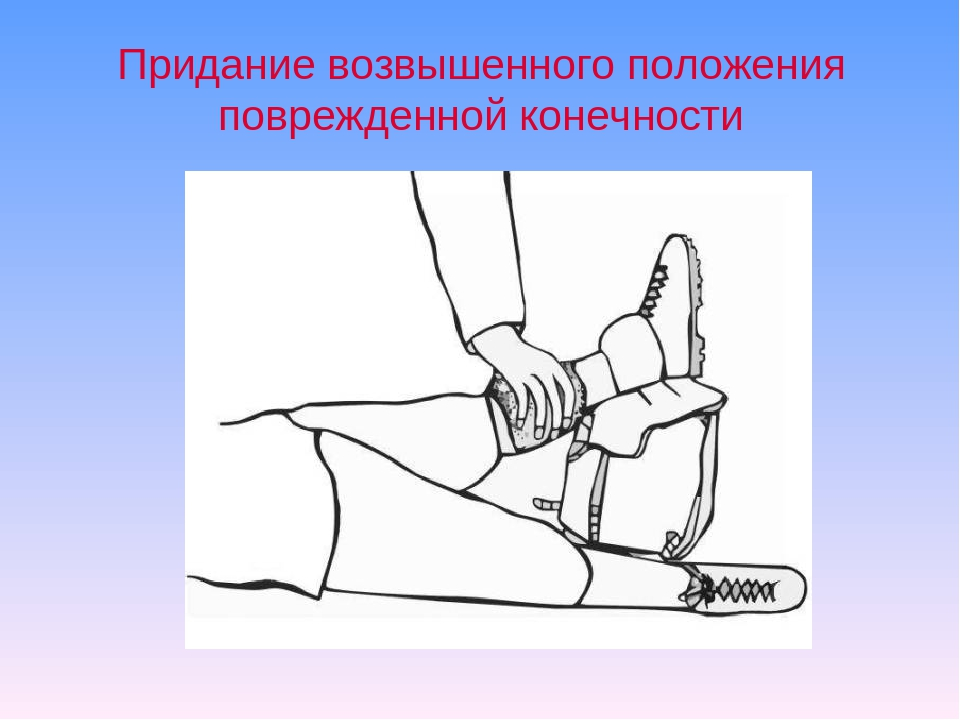 Придание возвышенного положения
поврежденной конечности